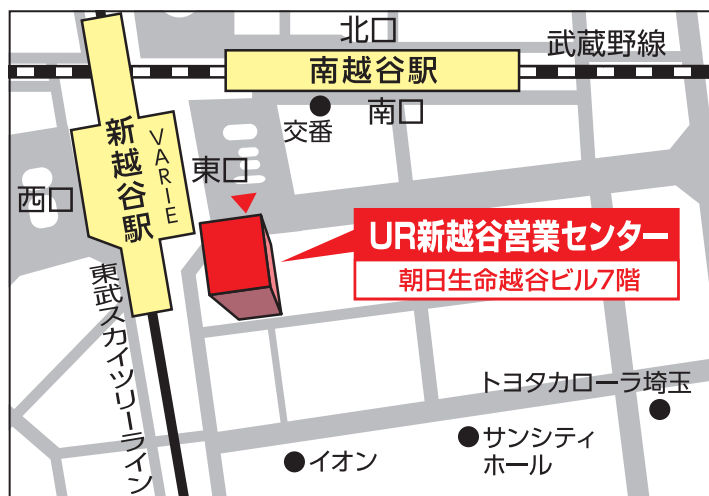 北口
武蔵野線
南越谷駅
交番
南口
新越谷駅
VARIE
東口
西口
UR新越谷営業センター
朝日生命越谷ビル7階
東武スカイツリーライン
トヨタカローラ埼玉
サンシティ
ホール
イオン